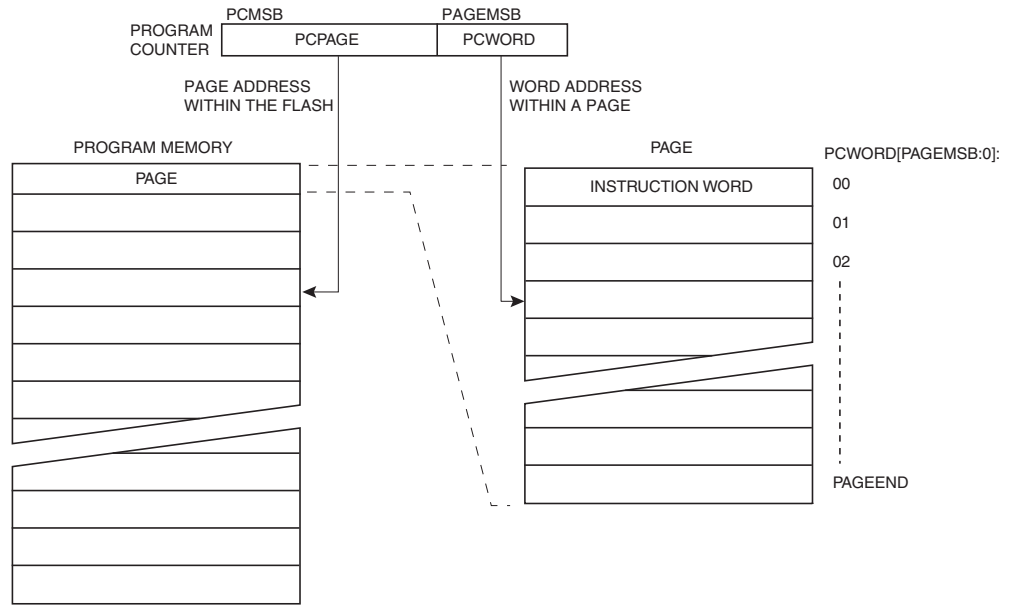 PCMSB
PAGEMSB
PROGRAM
COUNTER
PCPAGE
PCWORD
PAGE ADDRESS
WITHIN THE FLASH
WORD ADDRESS
WITHIN A PAGE
PROGRAM MEMORY
PAGE
PAGE
PCWORD[PAGEMSB:0]:
INSTRUCTION WORD
00
01
02
PAGEEND